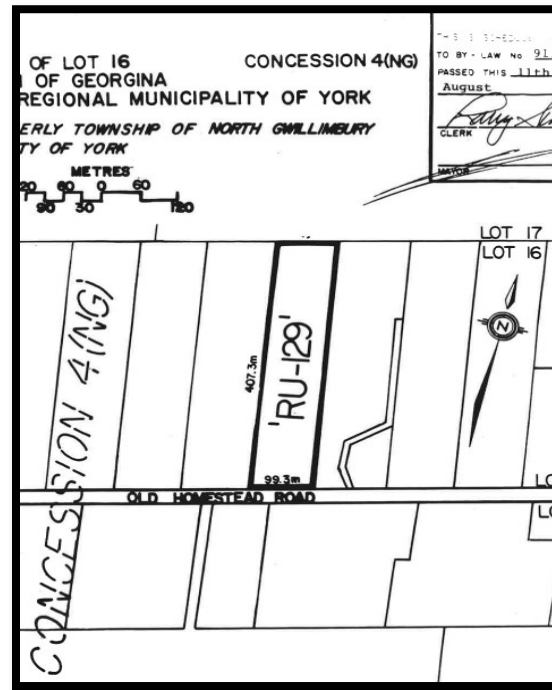 OF LOT 16 CONCESSION 4(NG)
OF GEORGINA
REGIONAL MUNICIPALITY OF YORK
ERLY TOWNSHIP OF NORTH GWILLIMBURY
TY OF YORK
METRES
20 60 0 60
90 30 120
TO BY-LAW No 91
PASSED THIS 11th
August
CLERK
MAYOR
LOT 17
LOT 16
CONCESSION 4(NG)
407.3m
'RU-129'
N
99.3m
OLD HOMESTEAD ROAD
LO
LO